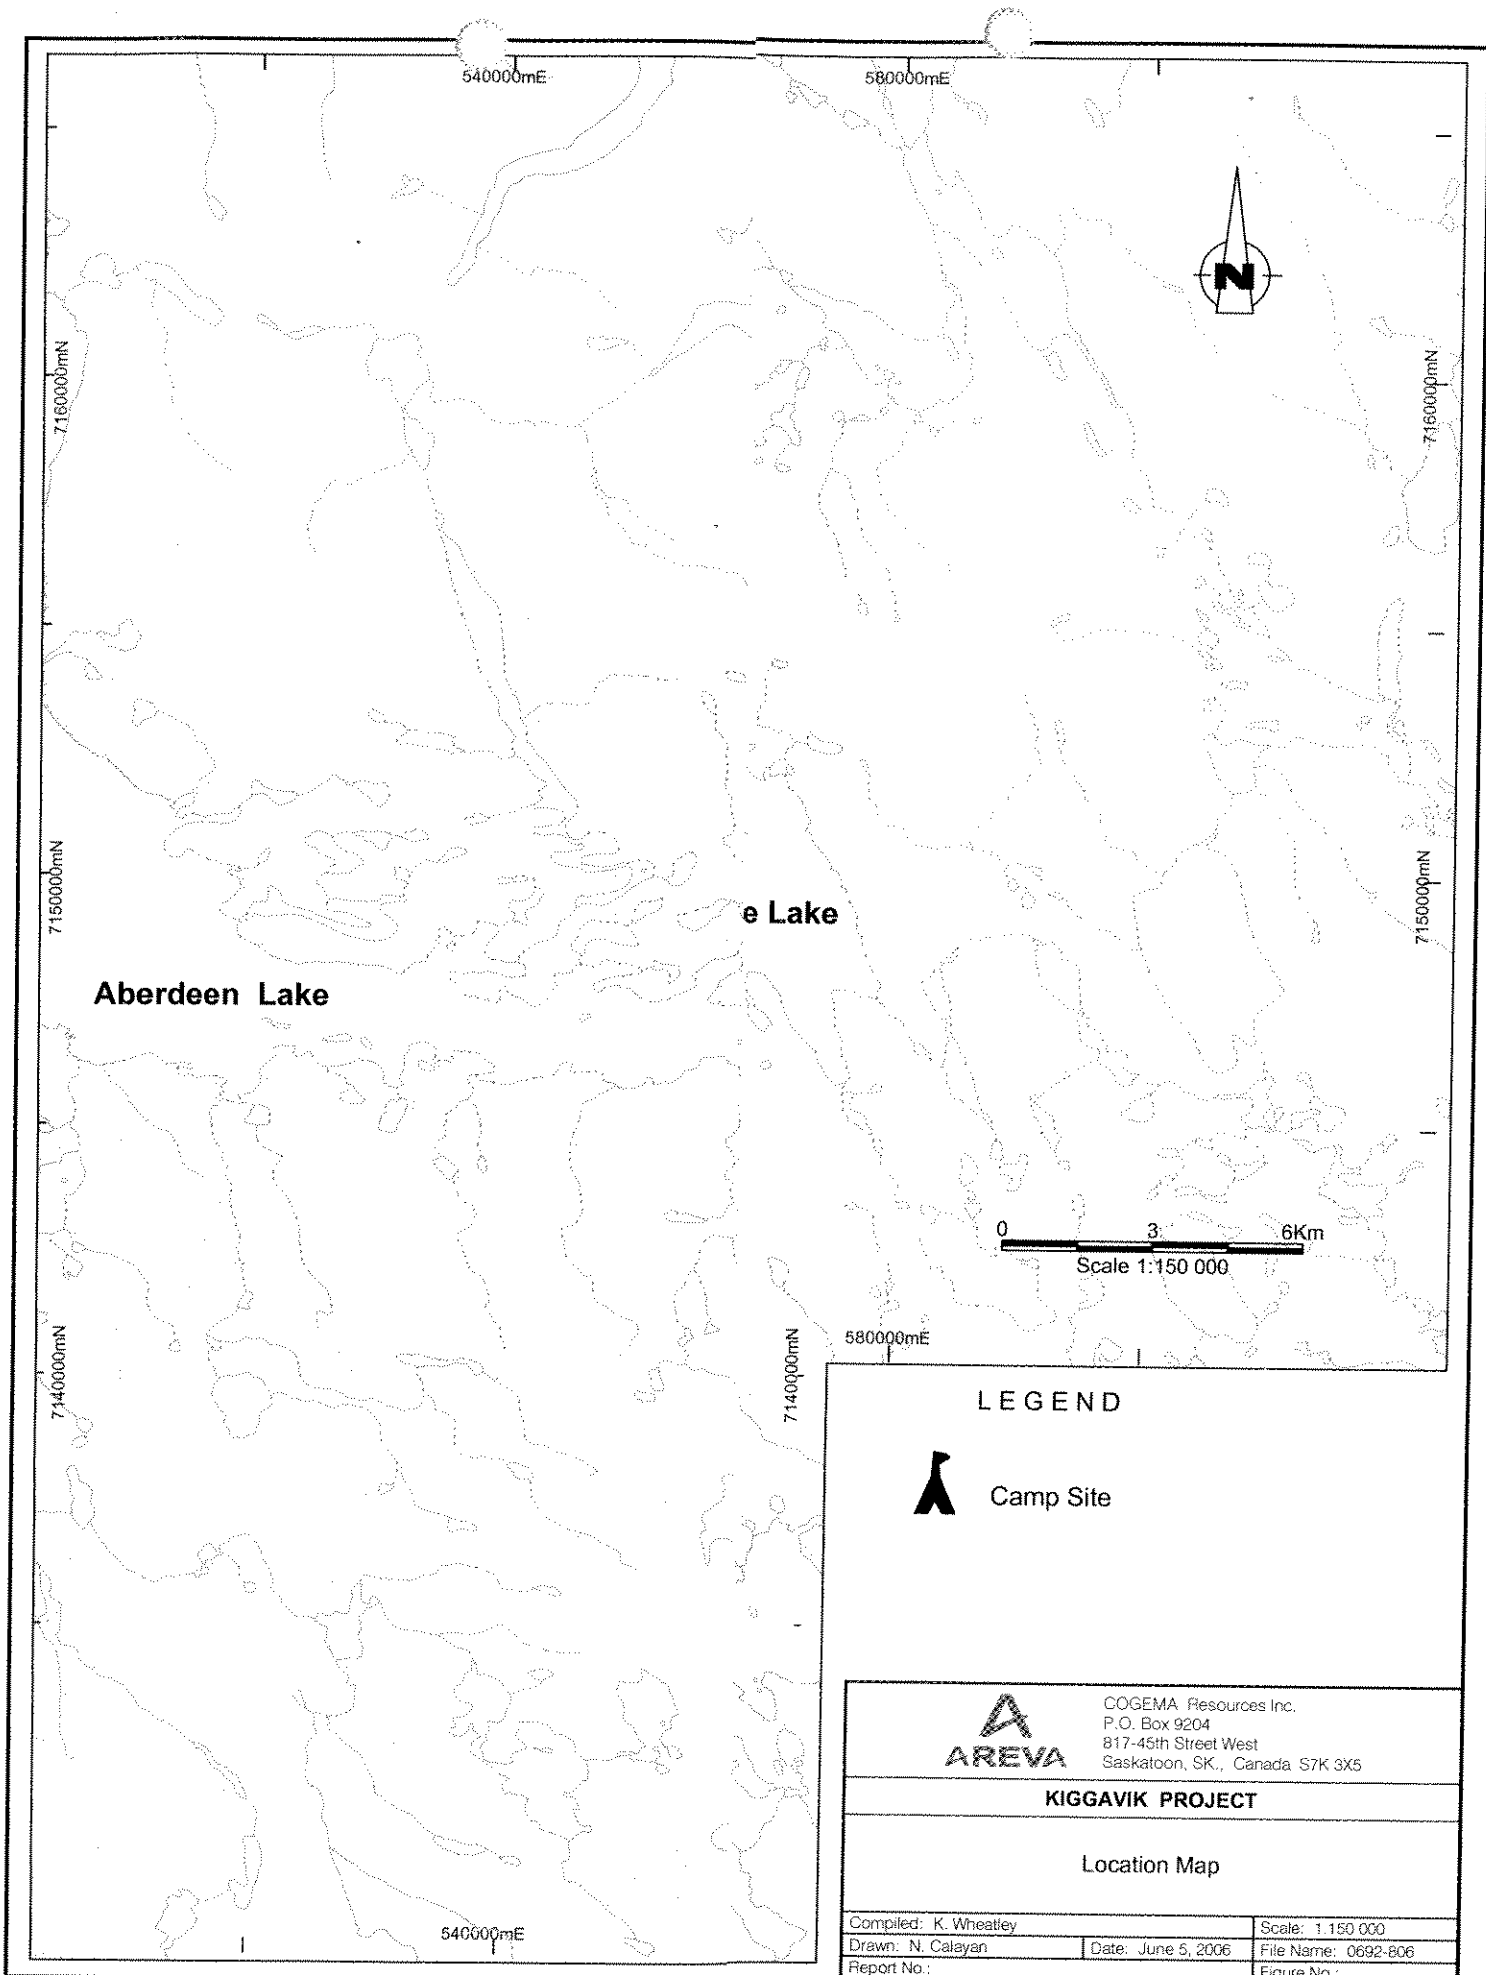 540000mE
580000mE
N
7160000mN
7160000mN
7150000mN
7150000mN
e Lake
Aberdeen Lake
0 3 6Km
Scale 1:150 000
580000mE
7140000mN
7140000mN
LEGEND
Camp Site
COGEMA Resources Inc.
P.O. Box 9204
817-45th Street West
AREVA
Saskatoon, SK., Canada S7K 3X5
KIGGAVIK PROJECT
Location Map
540000mE
Compiled: K. Wheatley
Scale: 1:150 000
Drawn: N. Calayan
Date: June 5, 2006
File Name: 0692-806
Report No.:
Figure No.: